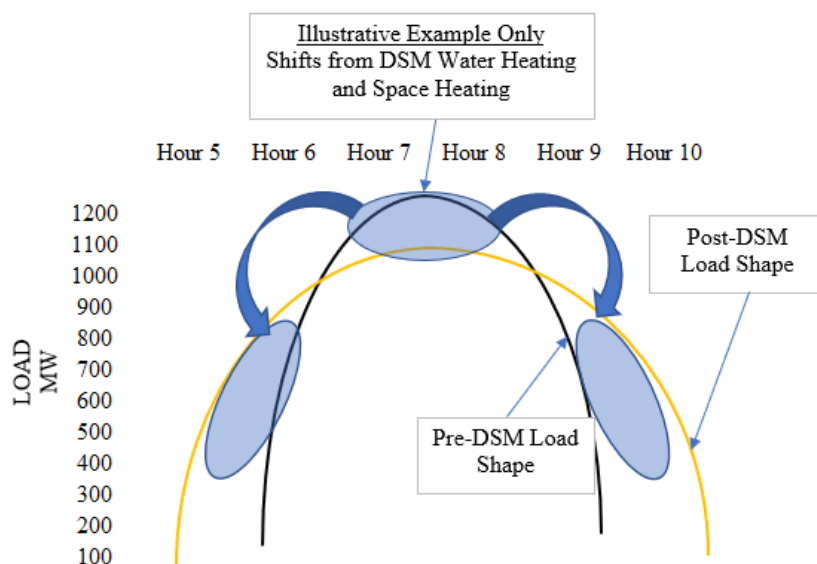 Illustrative Example Only
Shifts from DSM Water Heating
and Space Heating
Hour 5 Hour 6 Hour 7 Hour 8 Hour 9 Hour 10
1200
1100
1000
900
800
700
600
500
400
300
200
100
LOAD
MW
Post-DSM
Load Shape
Pre-DSM Load
Shape